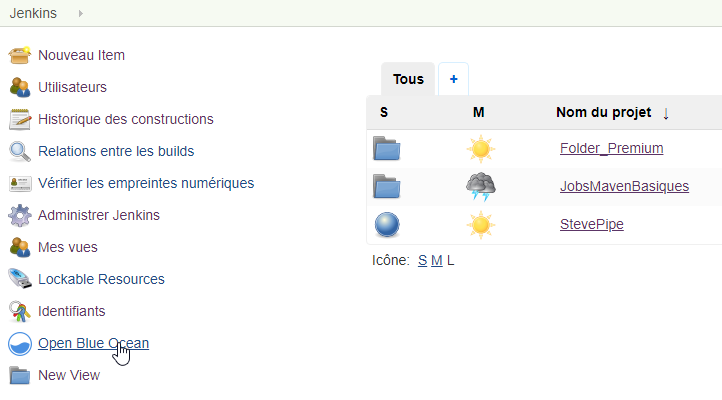 Jenkins
Nouveau Item
Utilisateurs
Historique des constructions
Relations entre les builds
Vérifier les empreintes numériques
Administrer Jenkins
Mes vues
Lockable Resources
Identifiants
Open Blue Ocean
New View
Tous +
S M Nom du projet ↓
Folder_Premium
JobsMavenBasiques
StevePipe
Icône: S M L